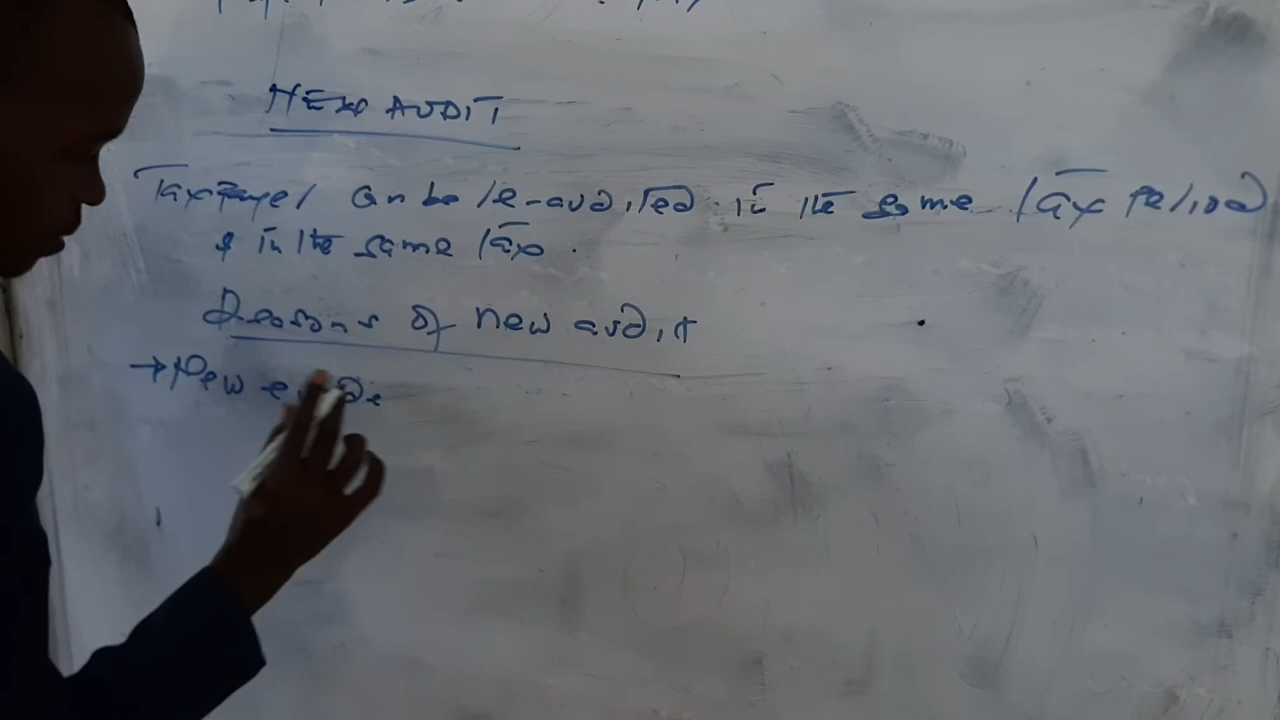 NEW AUDIT
Taxpayer can be re-audited in the same Tax period
& in the same Tax.
Reasons of new audit
→ New evide